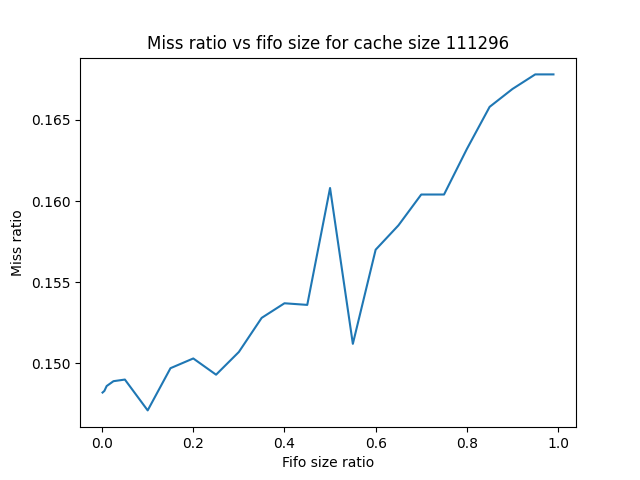 Miss ratio vs fifo size for cache size 111296
0.165
0.160
0.155
0.150
Miss ratio
0.0 0.2 0.4 0.6 0.8 1.0
Fifo size ratio